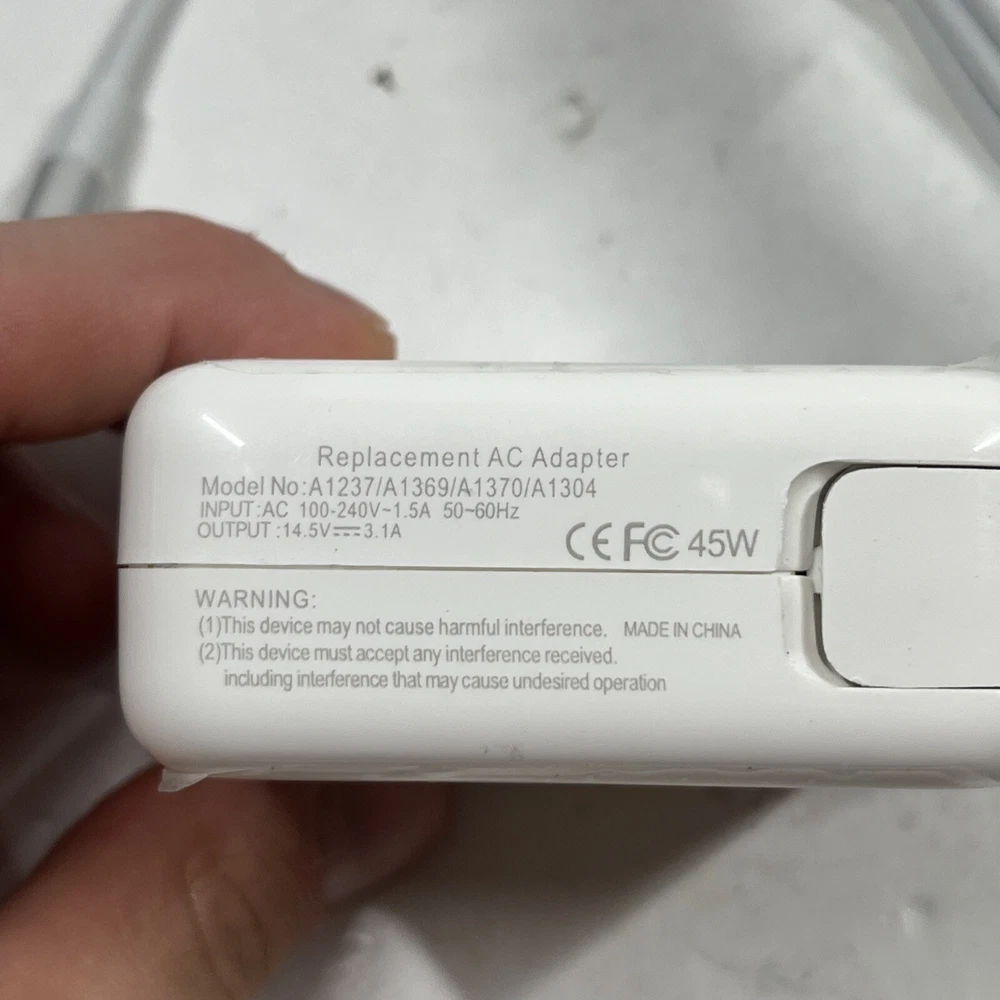 Replacement AC Adapter
Model No:A1237/A1369/A1370/A1304
INPUT:AC 100-240V~1.5A 50~60Hz
OUTPUT:14.5V⎓3.1A
CE FC 45W
WARNING:
(1)This device may not cause harmful interference. MADE IN CHINA
(2)This device must accept any interference received.
including interference that may cause undesired operation